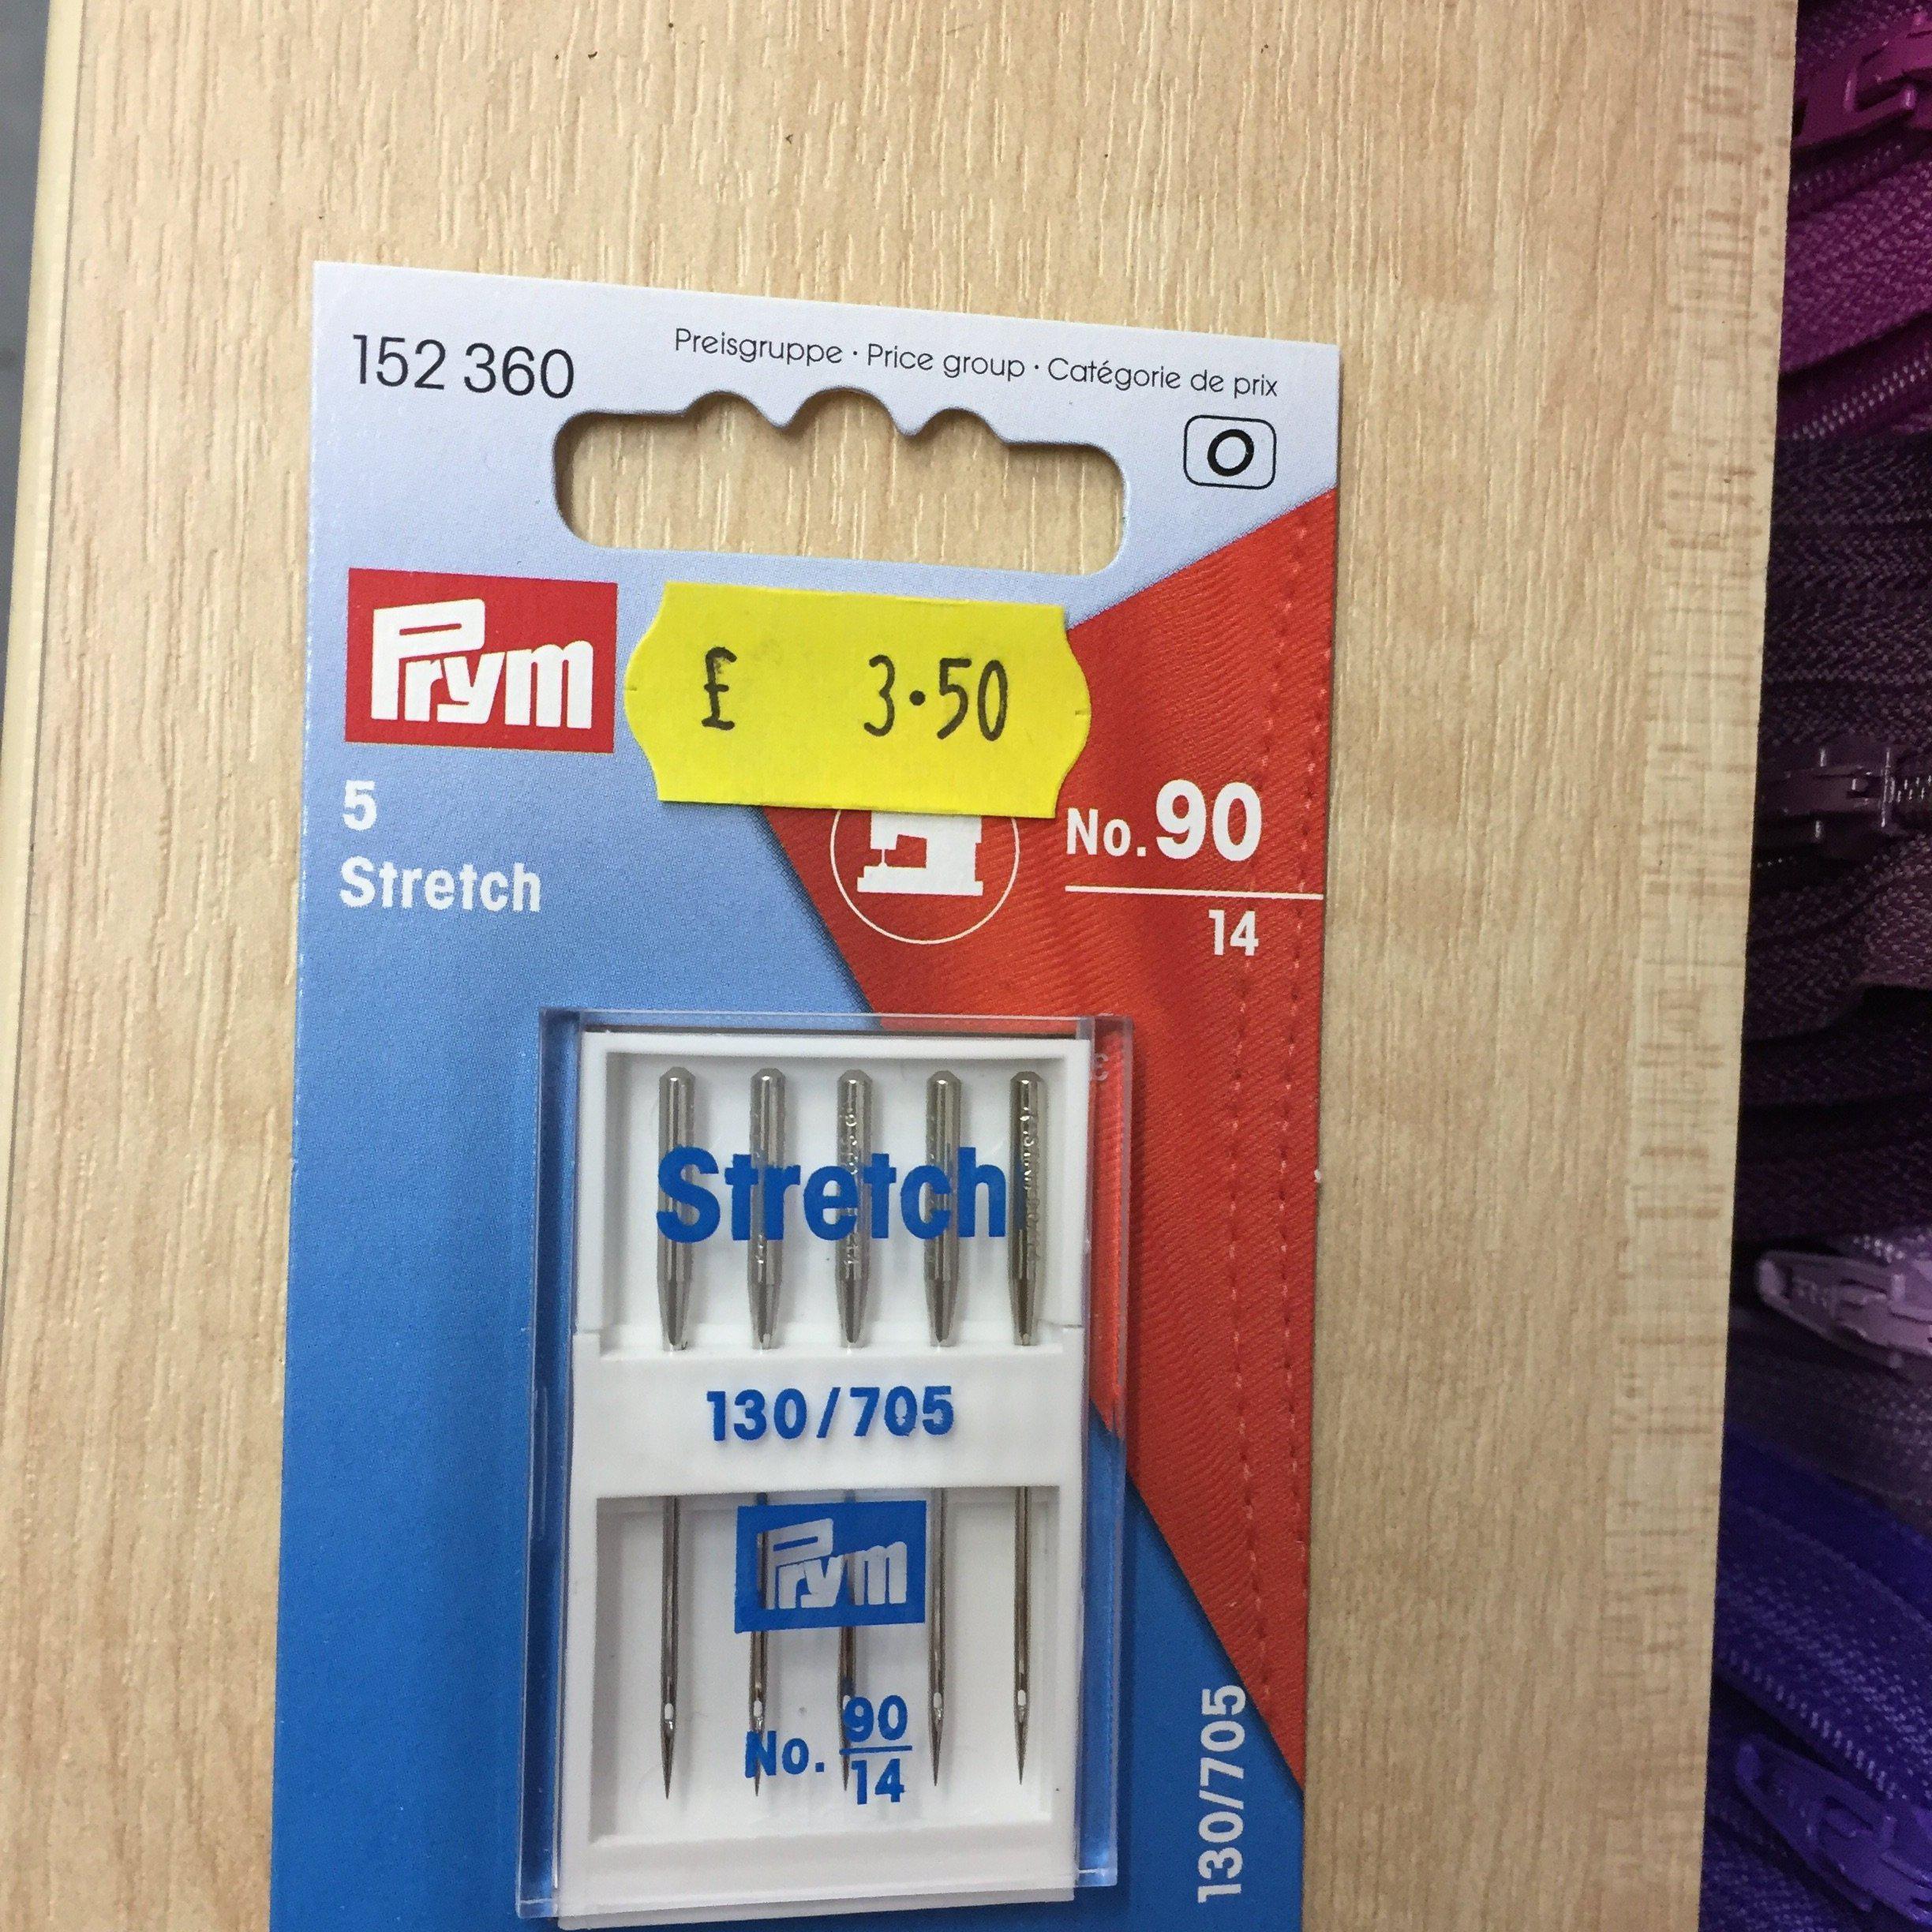 152 360
Preisgruppe · Price group · Catégorie de prix
O
Prym
£ 3.50
5
Stretch
No. 90
14
Stretch
130/705
Prym
No. 90
14
130/705